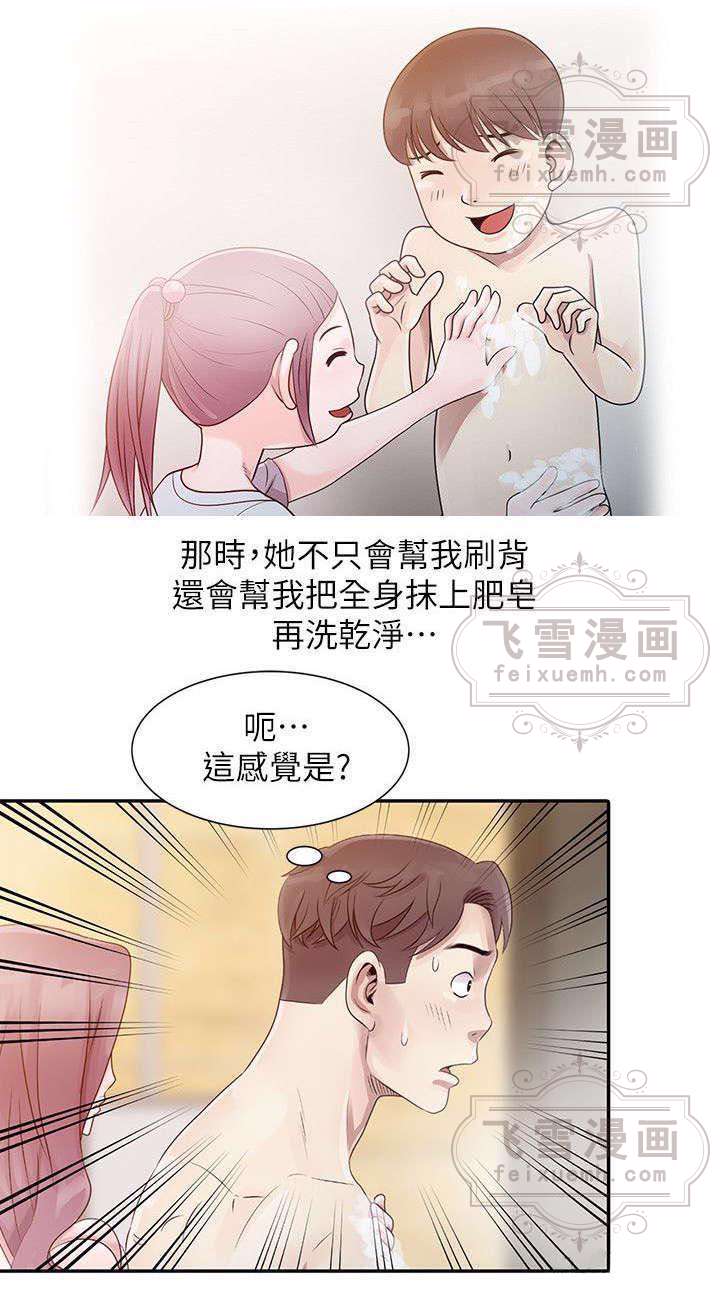 飞雪漫画
feixuemh.com
那時，她不只會幫我刷背
還會幫我把全身抹上肥皂
再洗乾淨⋯
飞雪漫画
feixuemh.com
呃⋯
這感覺是？
飞雪漫画
feixuemh.com